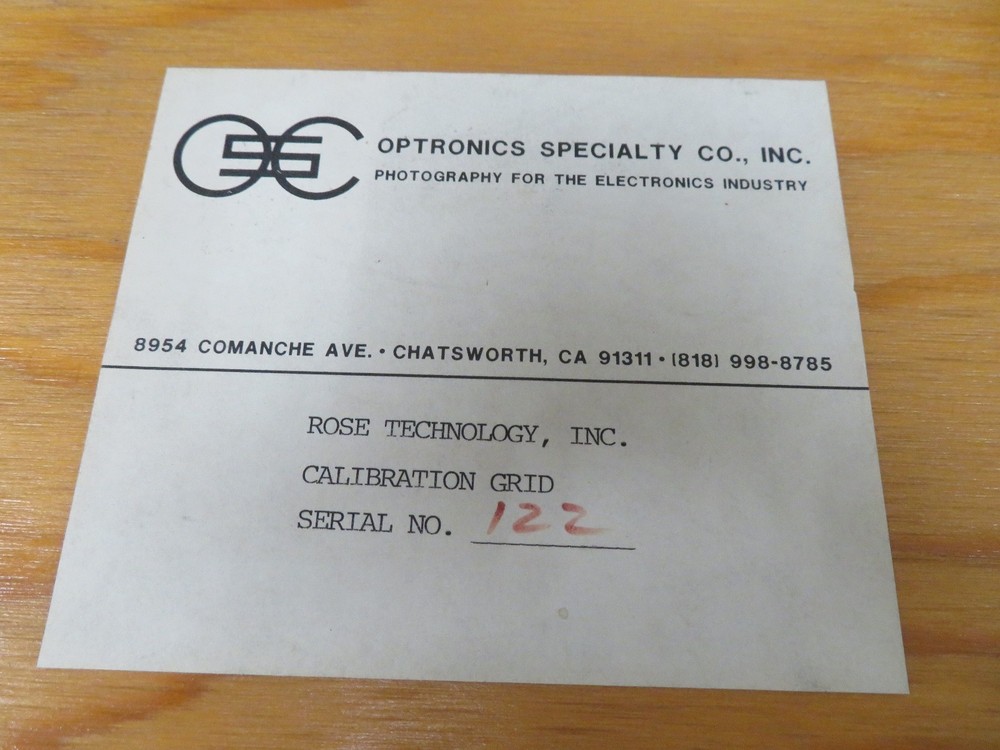 OSC
OPTRONICS SPECIALTY CO., INC.
PHOTOGRAPHY FOR THE ELECTRONICS INDUSTRY
8954 COMANCHE AVE. • CHATSWORTH, CA 91311 • (818) 998-8785
ROSE TECHNOLOGY, INC.
CALIBRATION GRID
SERIAL NO. 122